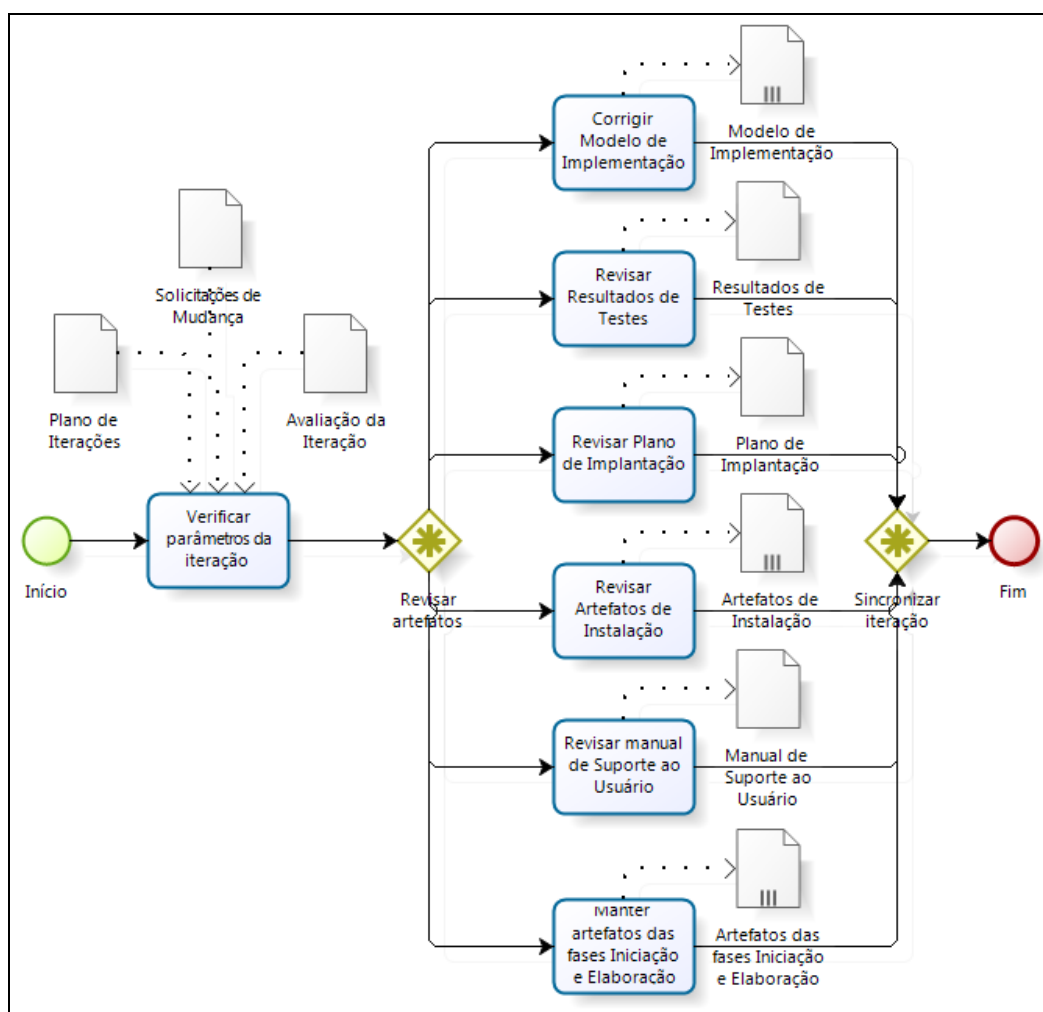 Corrigir
Modelo de
Implementação
Modelo de
Implementação
Solicitações de
Mudança
Revisar
Resultados de
Testes
Resultados de
Testes
Plano de
Iterações
Avaliação da
Iteração
Revisar Plano
de Implantação
Plano de
Implantação
Início
Verificar
parâmetros da
iteração
Revisar
artefatos
Revisar
Artefatos de
Instalação
Artefatos de
Instalação
Sincronizar
iteração
Fim
Revisar manual
de Suporte ao
Usuário
Manual de
Suporte ao
Usuário
Manter
artefatos das
fases Iniciação
e Elaboração
Artefatos das
fases Iniciação
e Elaboração